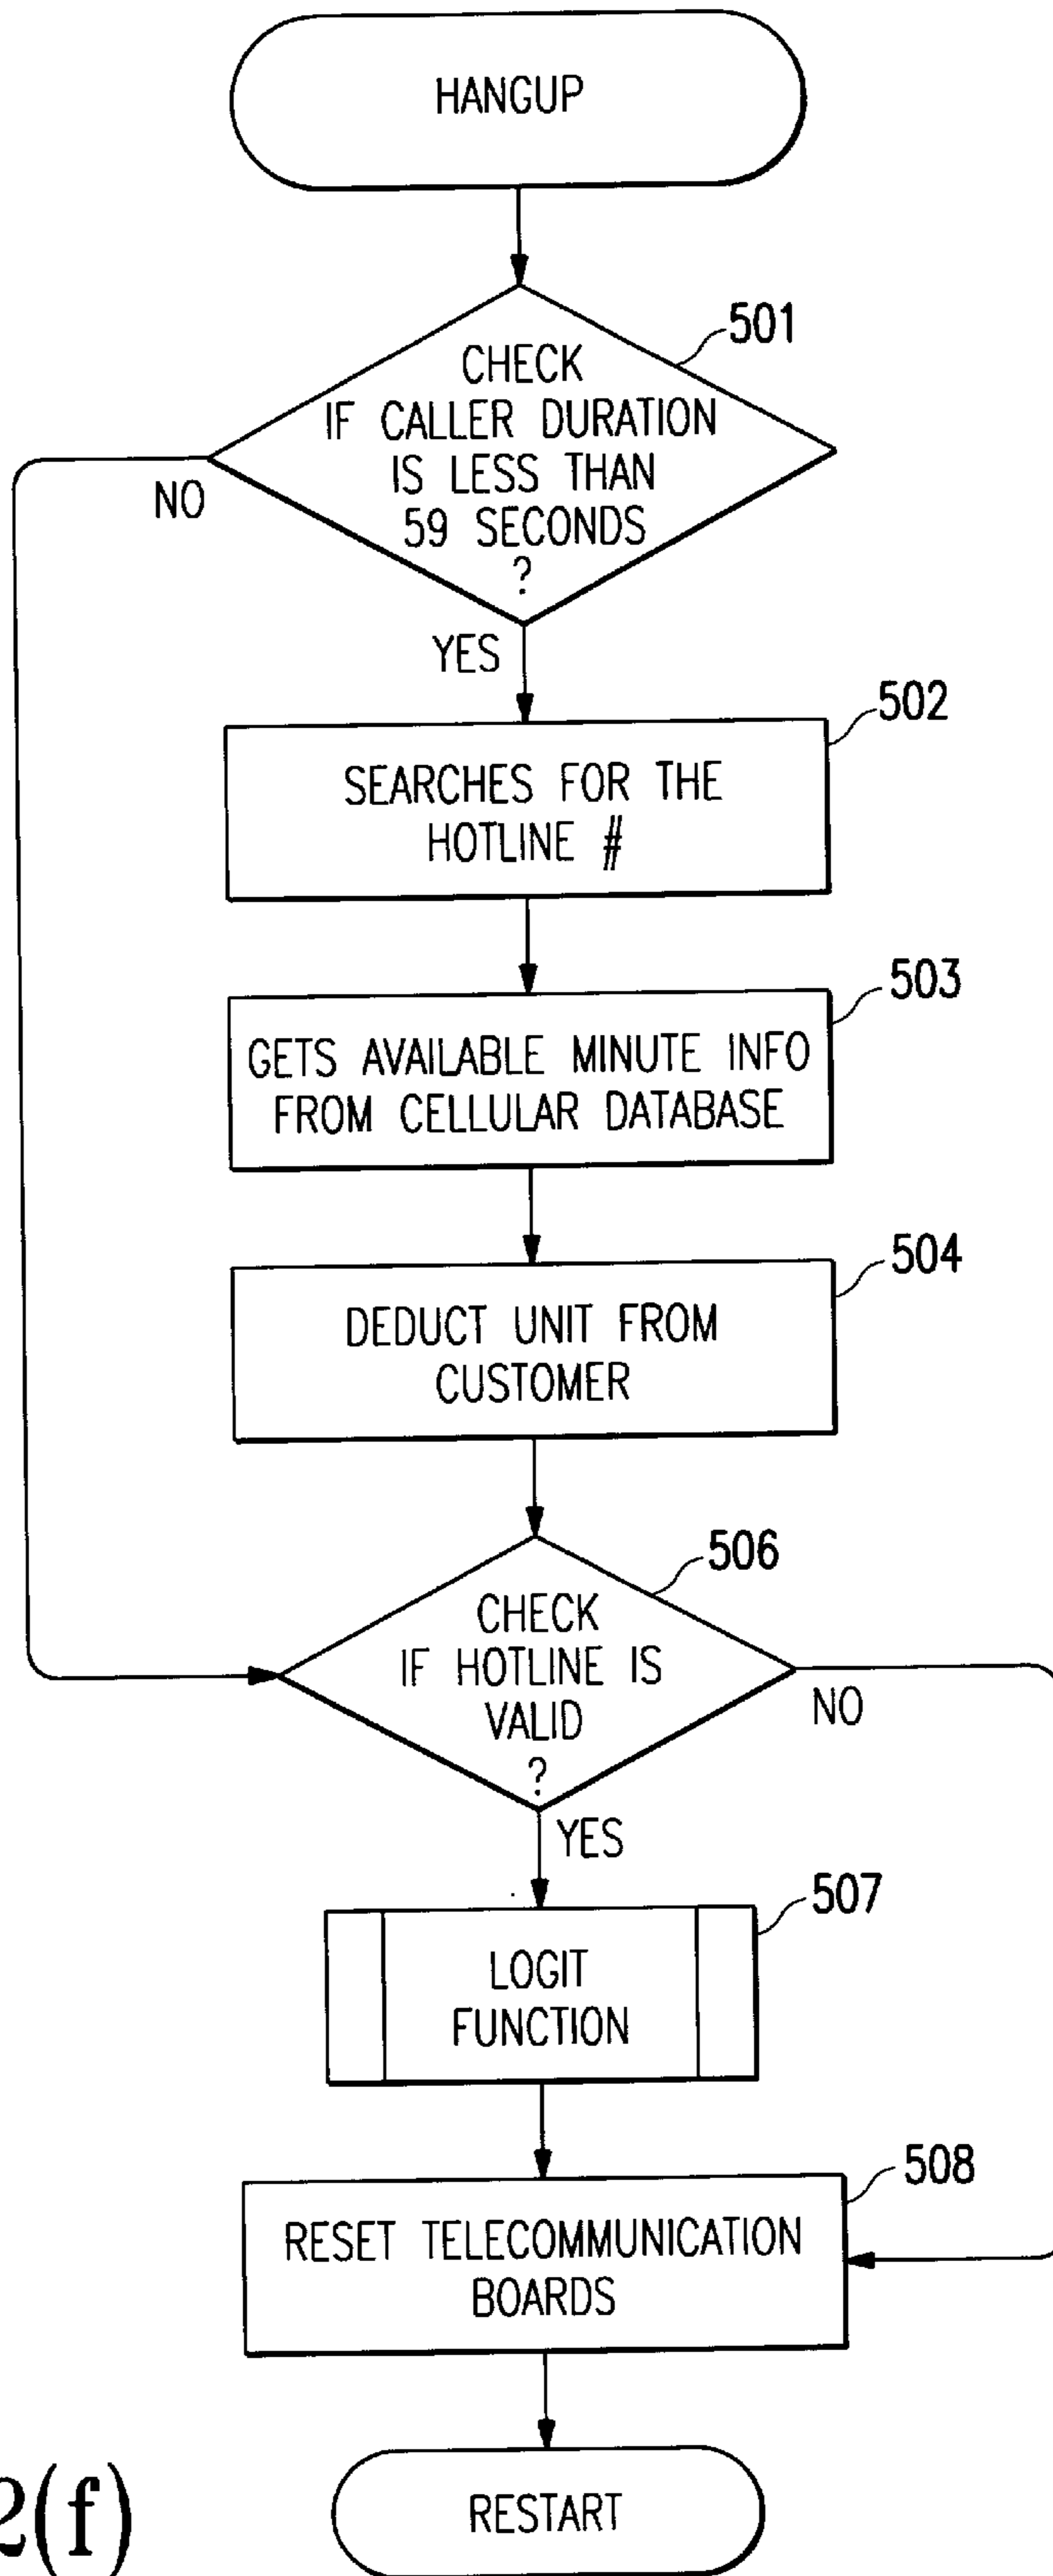 HANGUP
501
CHECK
IF CALLER DURATION
IS LESS THAN
59 SECONDS
?
NO
YES
502
SEARCHES FOR THE
HOTLINE #
503
GETS AVAILABLE MINUTE INFO
FROM CELLULAR DATABASE
504
DEDUCT UNIT FROM
CUSTOMER
506
CHECK
IF HOTLINE IS
VALID
?
NO
YES
507
LOGIT
FUNCTION
508
RESET TELECOMMUNICATION
BOARDS
RESTART
2(f)